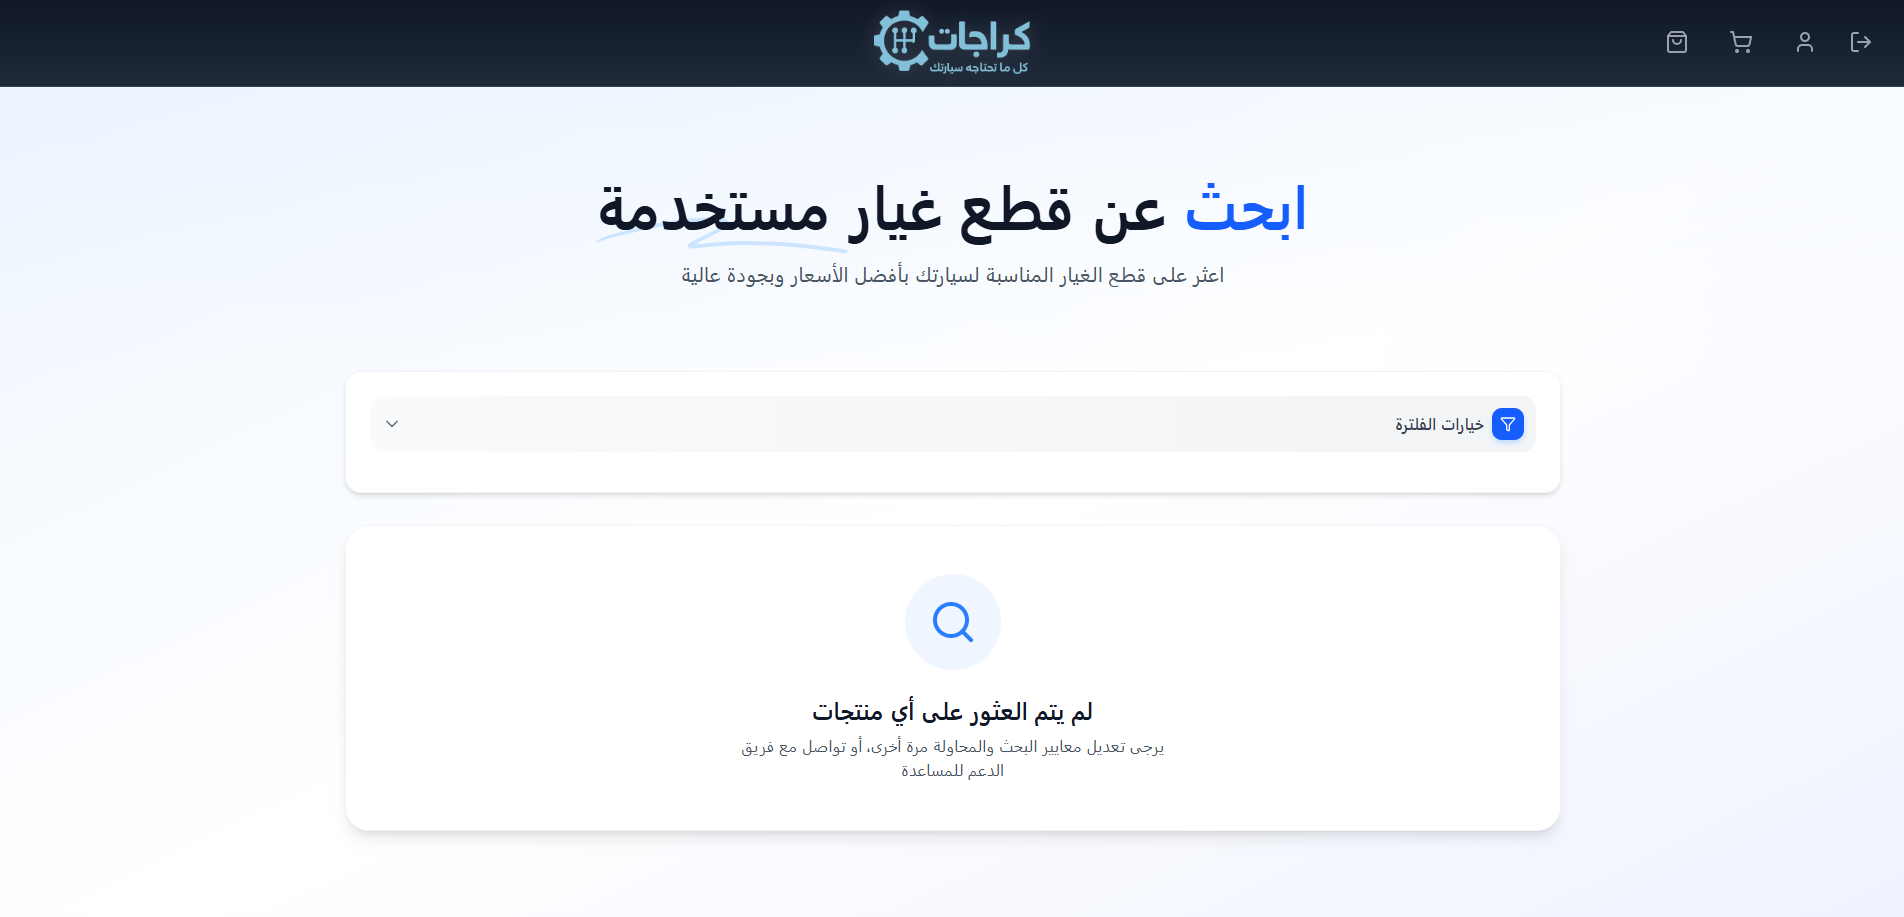 كراجات
كل ما تحتاجه سيارتك
ابحث عن قطع غيار مستخدمة
اعثر على قطع الغيار المناسبة لسيارتك بأفضل الأسعار وبجودة عالية
خيارات الفلترة
لم يتم العثور على أي منتجات
يرجى تعديل معايير البحث والمحاولة مرة أخرى، أو تواصل مع فريق
الدعم للمساعدة